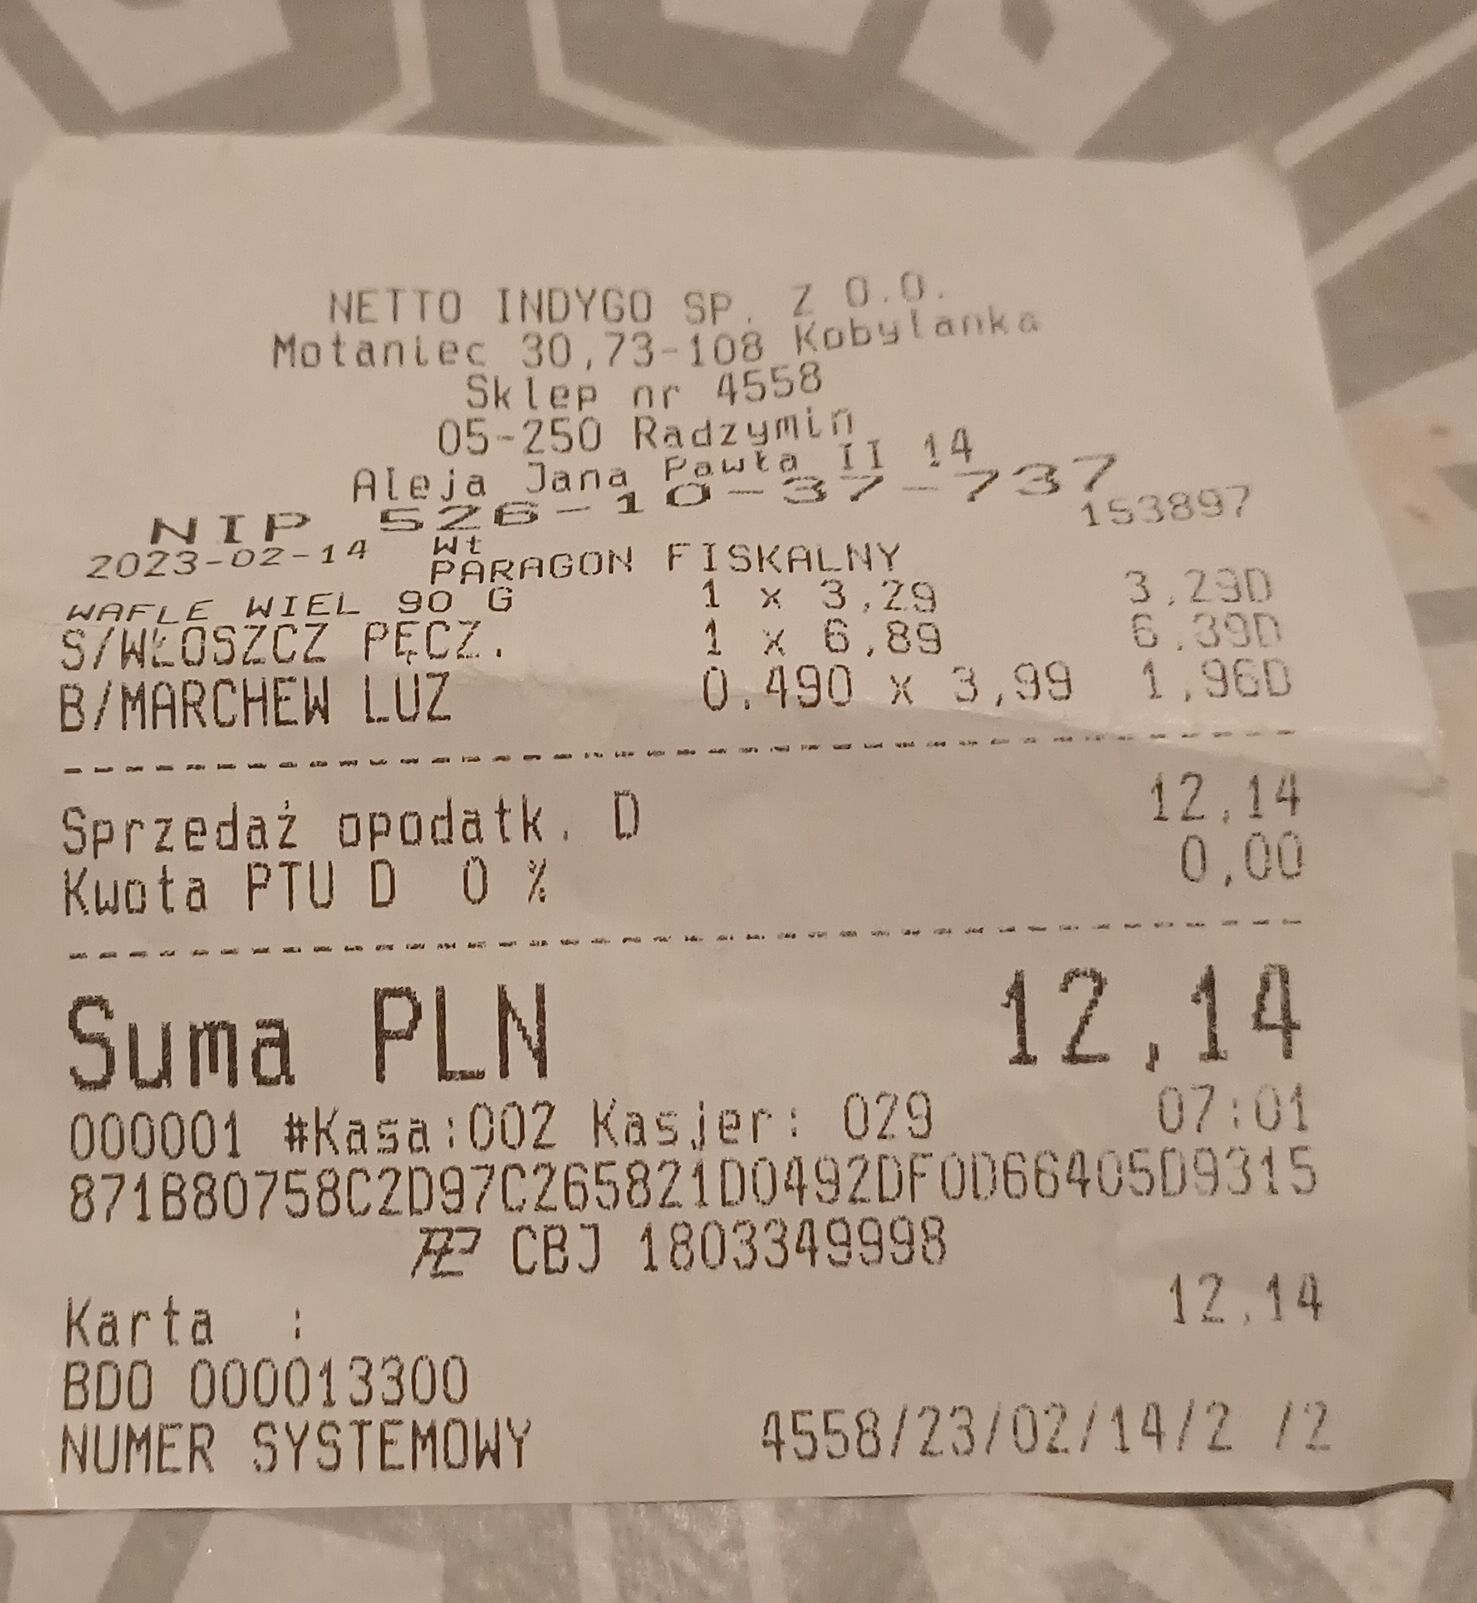 NETTO INDYGO SP. Z O.O.
Motaniec 30,73-108 Kobylanka
Sklep nr 4558
05-250 Radzymin
Aleja Jana Pawła II 14
NIP 526-10-37-737
2023-02-14 Wt 153897
PARAGON FISKALNY
WAFLE WIEL 90 G 1 x 3,29 3,29D
S/WŁOSZCZ PĘCZ. 1 x 6,89 6,39D
B/MARCHEW LUZ 0.490 x 3,99 1,96D
Sprzedaż opodatk. D 12,14
Kwota PTU D 0 % 0,00
Suma PLN 12,14
000001 #Kasa:002 Kasjer: 029 07:01
871B80758C2D97C265821D0492DF0D66405D9315
CBJ 1803349998
Karta : 12,14
BDO 000013300
NUMER SYSTEMOWY 4558/23/02/14/2 /2